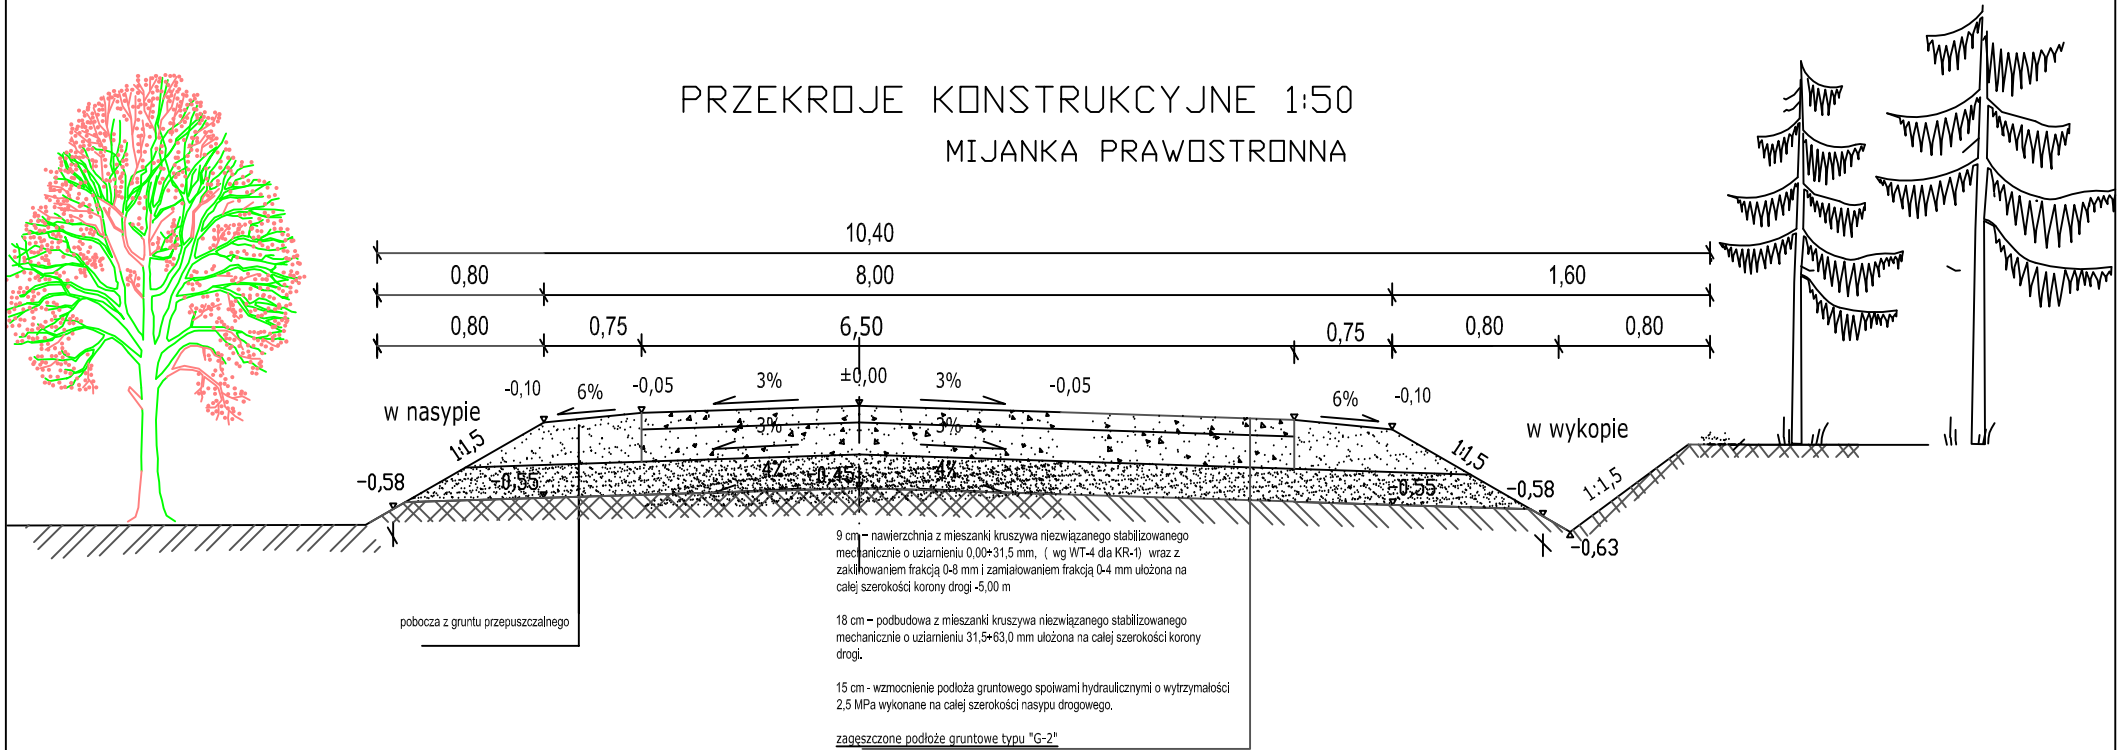 PRZEKROJE KONSTRUKCYJNE 1:50
MIJANKA PRAWOSTRONNA
10,40
0,80 8,00 1,60
0,80 0,75 6,50 0,75 0,80 0,80
-0,10 6% -0,05 3% ±0,00 3% -0,05 6% -0,10
w nasypie w wykopie
3% 3%
1:1,5 1:1,5 1:1,5
4% 4%
-0,58 -0,55 -0,45 -0,55 -0,58
-0,63
9 cm – nawierzchnia z mieszanki kruszywa niezwiązanego stabilizowanego
mechanicznie o uziarnieniu 0,00÷31,5 mm, ( wg WT-4 dla KR-1) wraz z
zaklinowaniem frakcją 0-8 mm i zamiałowaniem frakcją 0-4 mm ułożona na
całej szerokości korony drogi -5,00 m
pobocza z gruntu przepuszczalnego
18 cm – podbudowa z mieszanki kruszywa niezwiązanego stabilizowanego
mechanicznie o uziarnieniu 31,5÷63,0 mm ułożona na całej szerokości korony
drogi.
15 cm - wzmocnienie podłoża gruntowego spoiwami hydraulicznymi o wytrzymałości
2,5 MPa wykonane na całej szerokości nasypu drogowego.
zagęszczone podłoże gruntowe typu "G-2"